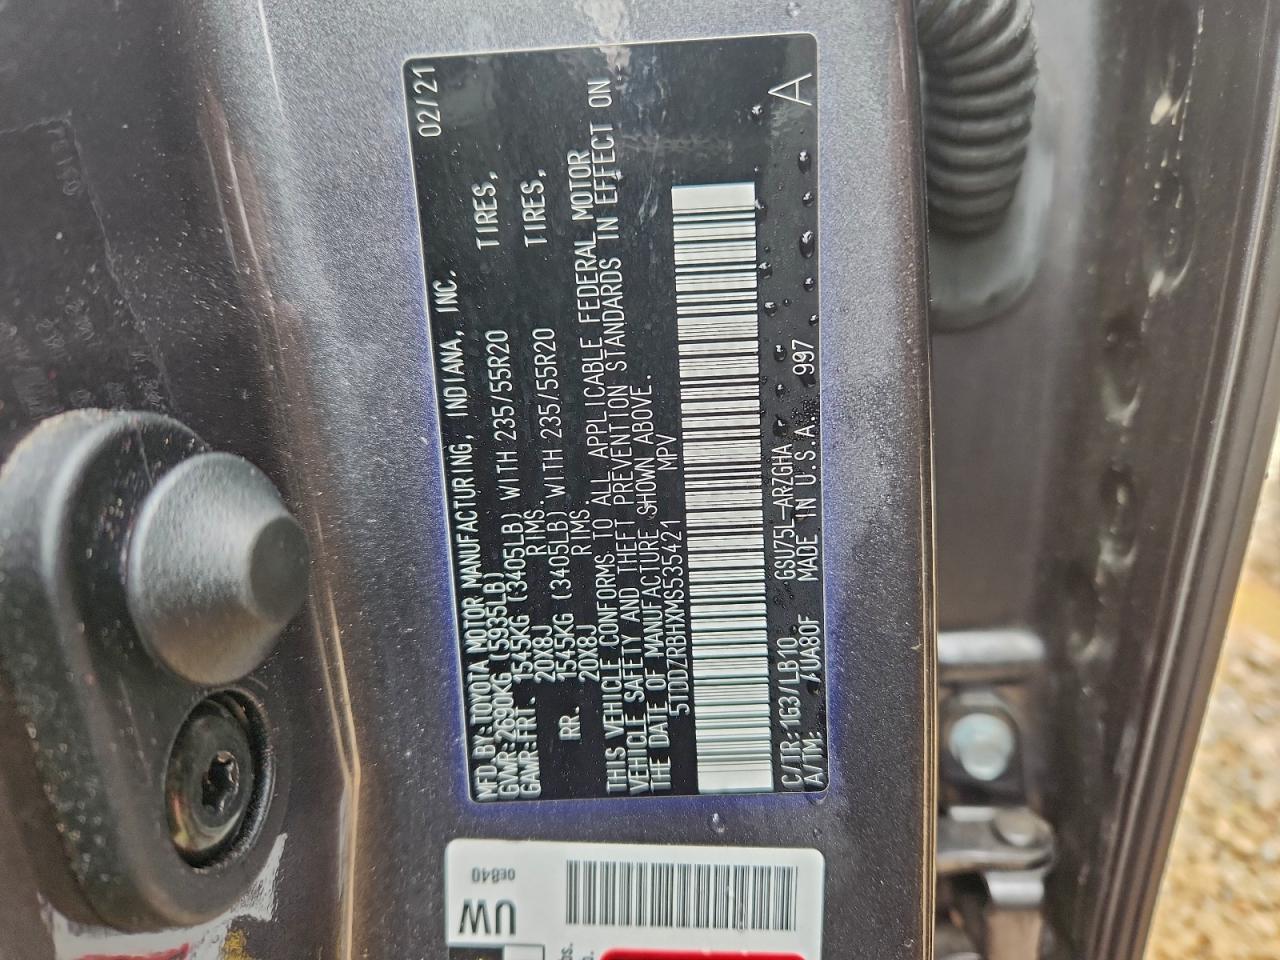 MFD.BY:TOYOTA MOTOR MANUFACTURING, INDIANA, INC. 02/21
GVWR:2690KG (5935LB)
GAWR:FRT. 1545KG (3405LB) WITH 235/55R20 TIRES,
20X8J RIMS.
RR. 1545KG (3405LB) WITH 235/55R20 TIRES,
20X8J RIMS.
THIS VEHICLE CONFORMS TO ALL APPLICABLE FEDERAL MOTOR
VEHICLE SAFETY AND THEFT PREVENTION STANDARDS IN EFFECT ON
THE DATE OF MANUFACTURE SHOWN ABOVE.
5TDDZRBHXMS535421 MPV
C/TR:1G3/LB10 GSU75L-ARZGHA A
A/TM: /UA80F MADE IN U.S.A. 997
0E840
UW